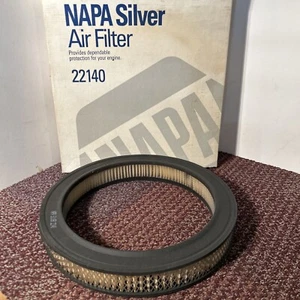 NAPA Silver
Air Filter
Provides dependable
protection for your engine.
22140
NAPA